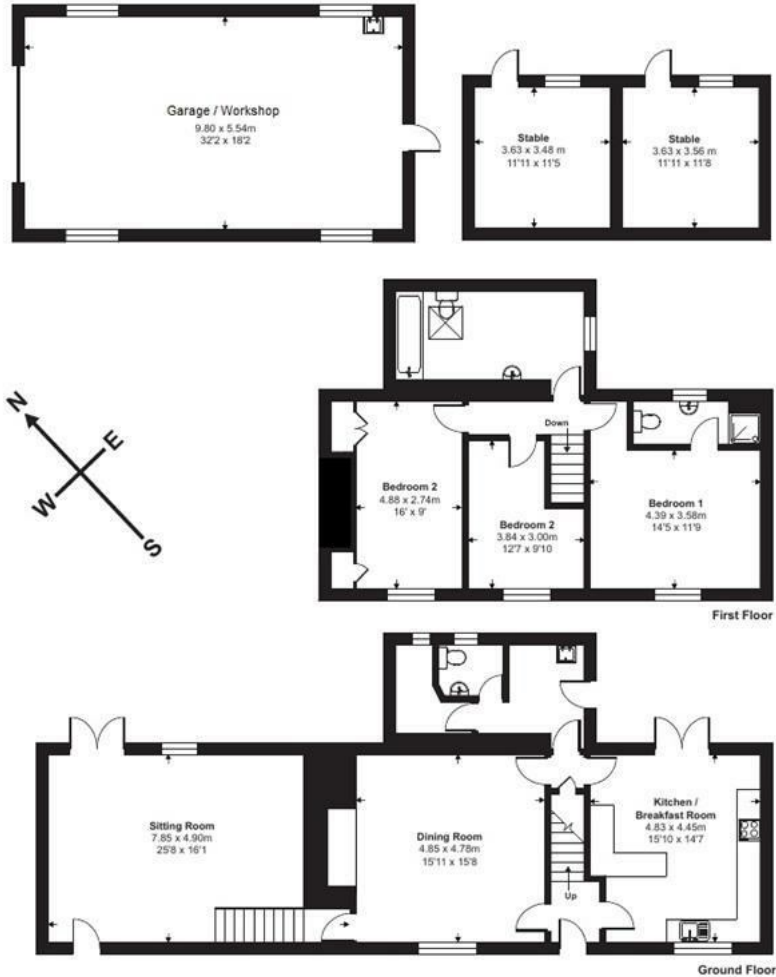 Garage / Workshop
9.80 x 5.54m
32'2 x 18'2
Stable
3.63 x 3.48 m
11'11 x 11'5
Stable
3.63 x 3.56 m
11'11 x 11'8
N
E
W
S
Down
Bedroom 2
4.88 x 2.74m
16' x 9'
Bedroom 2
3.84 x 3.00m
12'7 x 9'10
Bedroom 1
4.39 x 3.58m
14'5 x 11'9
First Floor
Sitting Room
7.85 x 4.90m
25'8 x 16'1
Dining Room
4.85 x 4.78m
15'11 x 15'8
Up
Kitchen /
Breakfast Room
4.83 x 4.45m
15'10 x 14'7
Ground Floor